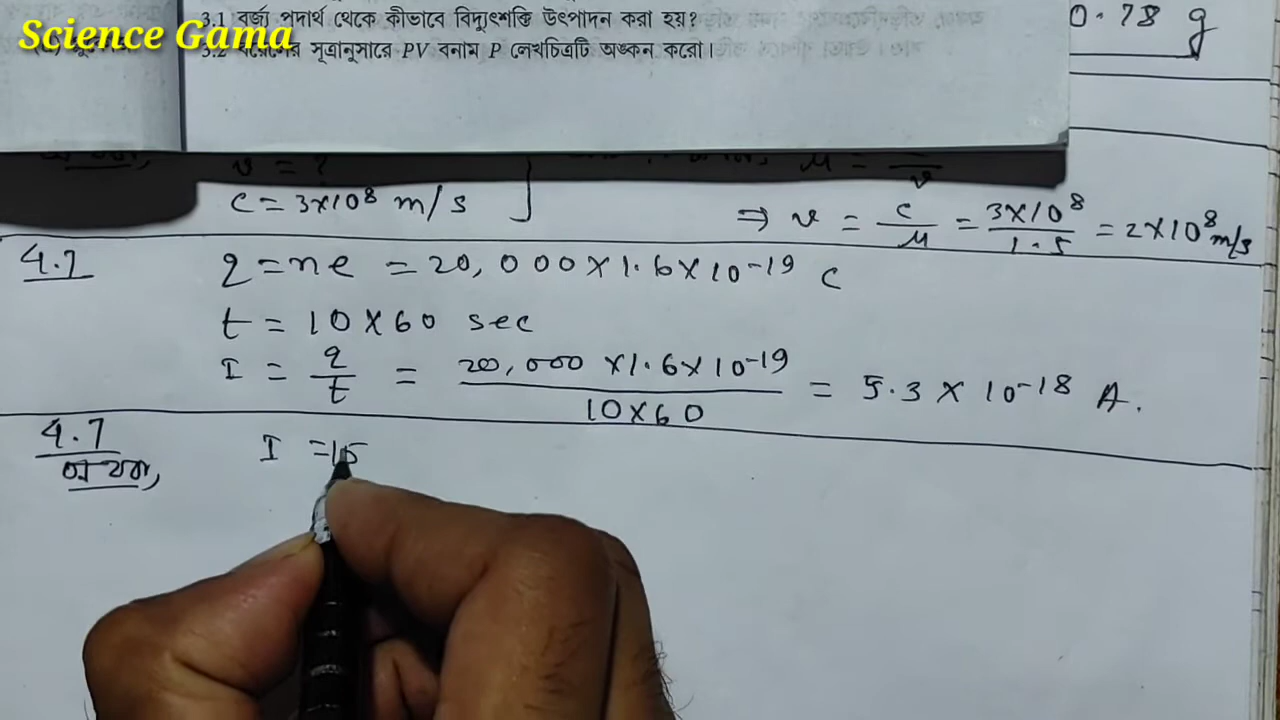 Science Gama
3.1 বর্জ্য পদার্থ থেকে কীভাবে বিদ্যুৎশক্তি উৎপাদন করা হয়?
সূত্রানুসারে PV বনাম P লেখচিত্রটি অঙ্কন করো।
0.78 g
v = ?
μ = / v
c = 3×10⁸ m/s
⇒ v = c/μ = 3×10⁸/1.5 = 2×10⁸ m/s
4.7
q = ne = 20,000×1.6×10⁻¹⁹ C
t = 10×60 sec
I = q/t = 20,000×1.6×10⁻¹⁹/10×60 = 5.3×10⁻¹⁸ A.
4.7
অথবা,
I = 15